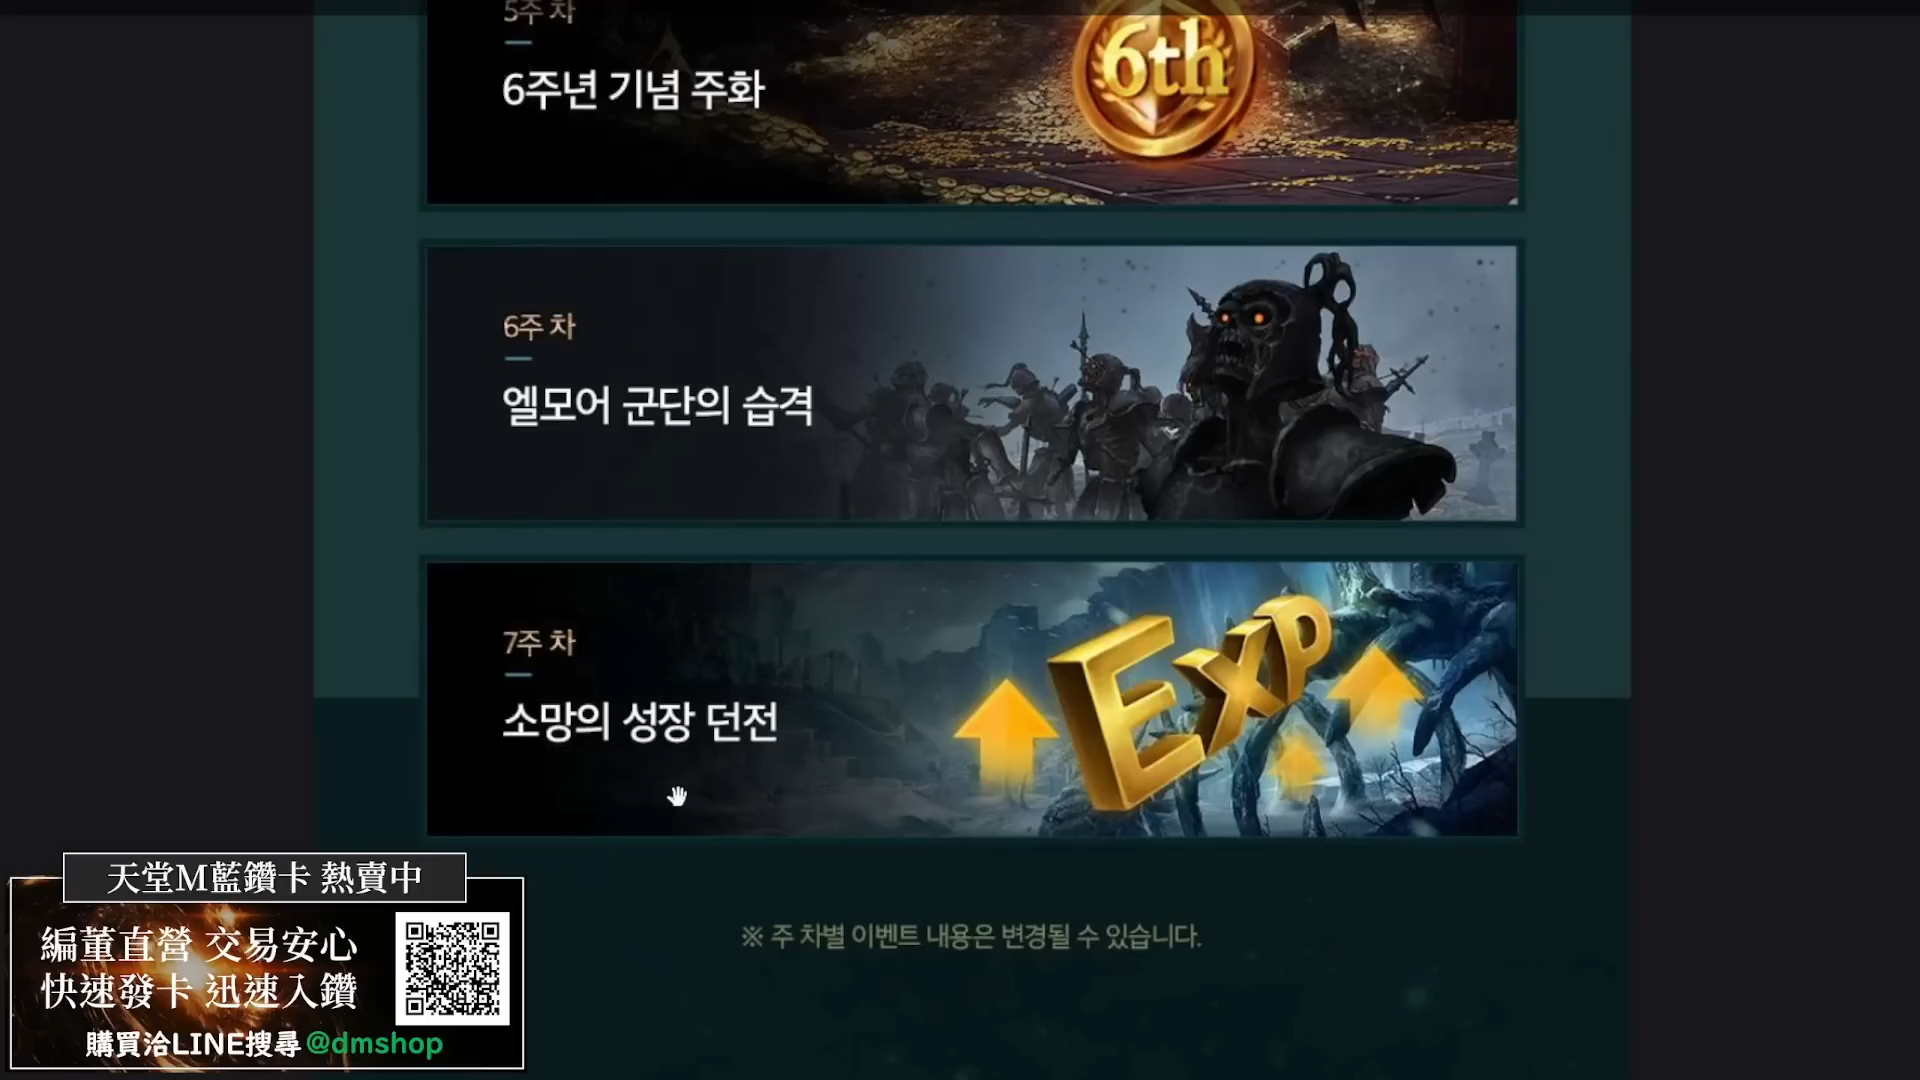 5주 차
6주년 기념 주화
6th
6주 차
엘모어 군단의 습격
7주 차
소망의 성장 던전
EXP
※ 주 차별 이벤트 내용은 변경될 수 있습니다.
天堂M藍鑽卡 熱賣中
編董直營 交易安心
快速發卡 迅速入鑽
購買洽LINE搜尋@dmshop